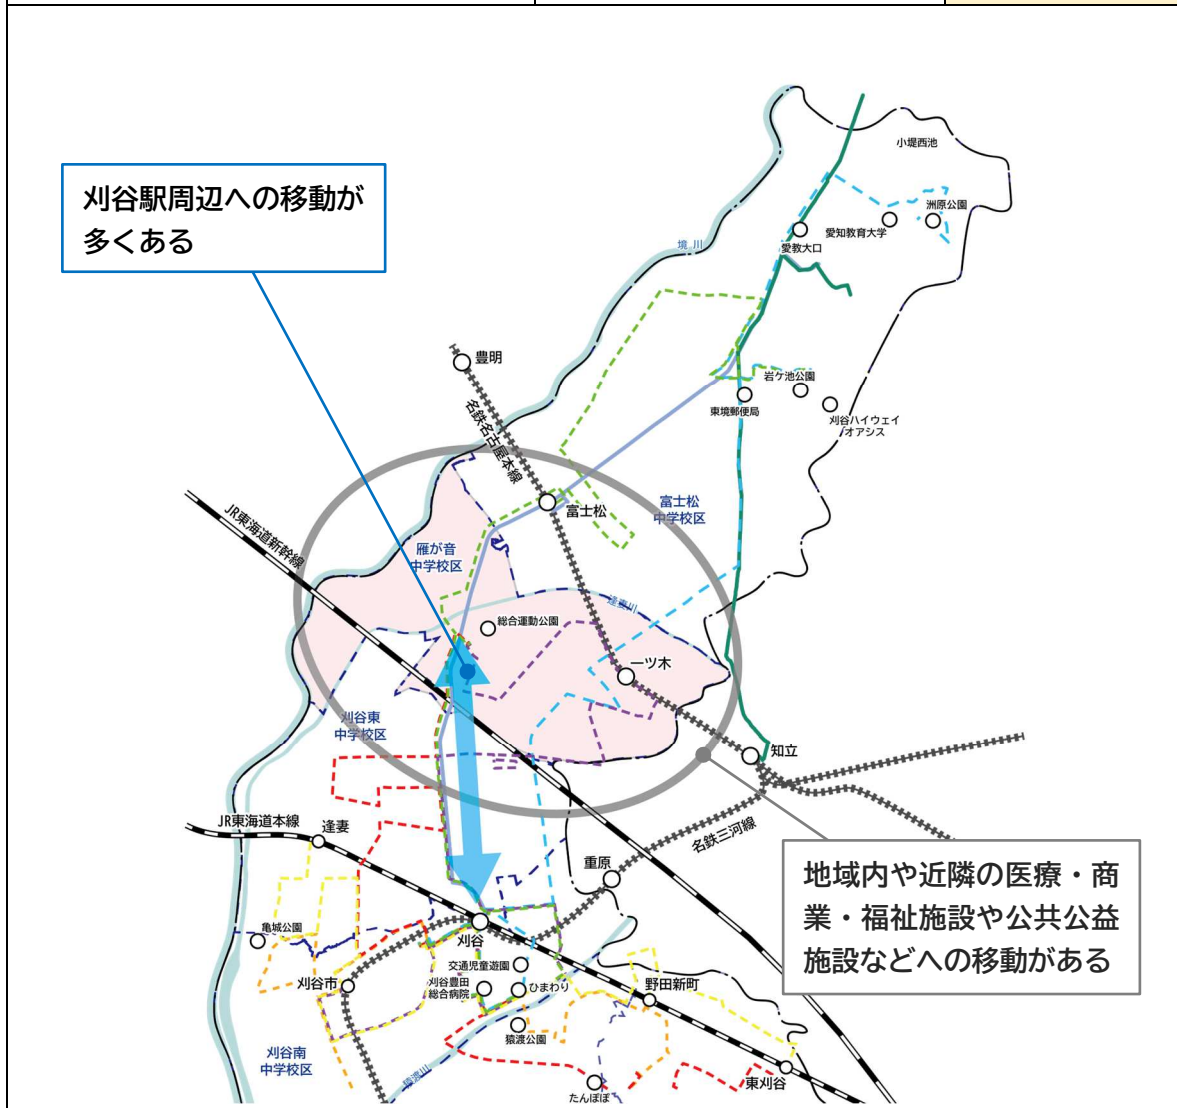 小堤西池
刈谷駅周辺への移動が
多くある
洲原公園
愛知教育大学
愛教大口
境川
豊明
名鉄名古屋本線
岩ケ池公園
東境郵便局
刈谷ハイウェイ
オアシス
富士松
富士松
中学校区
JR東海道新幹線
雁が音
中学校区
逢妻川
総合運動公園
一ツ木
刈谷東
中学校区
知立
JR東海道本線
逢妻
名鉄三河線
重原
地域内や近隣の医療・商
業・福祉施設や公共公益
施設などへの移動がある
亀城公園
刈谷
交通児童遊園
刈谷市
刈谷豊田
総合病院
ひまわり
野田新町
猿渡公園
刈谷南
中学校区
猿渡川
東刈谷
たんぽぽ